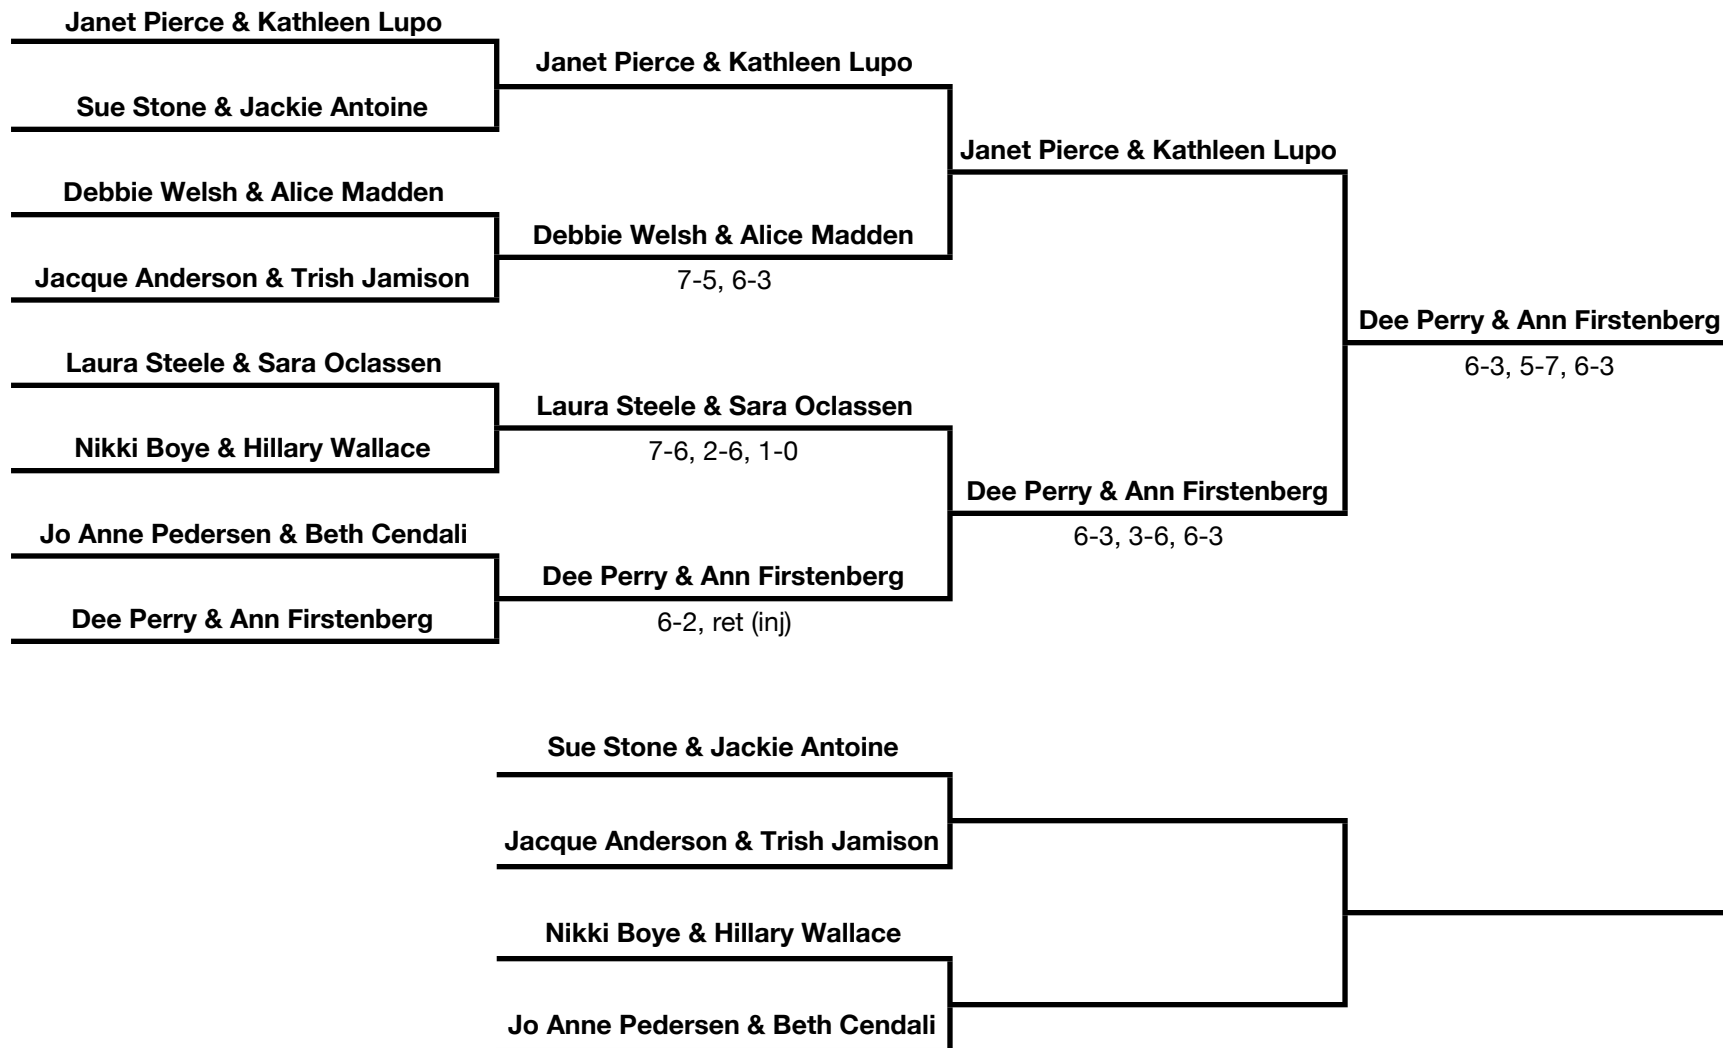 Janet Pierce & Kathleen Lupo
Janet Pierce & Kathleen Lupo
Sue Stone & Jackie Antoine
Janet Pierce & Kathleen Lupo
Debbie Welsh & Alice Madden
Debbie Welsh & Alice Madden
Jacque Anderson & Trish Jamison
7-5, 6-3
Dee Perry & Ann Firstenberg
Laura Steele & Sara Oclassen
6-3, 5-7, 6-3
Laura Steele & Sara Oclassen
Nikki Boye & Hillary Wallace
7-6, 2-6, 1-0
Dee Perry & Ann Firstenberg
Jo Anne Pedersen & Beth Cendali
6-3, 3-6, 6-3
Dee Perry & Ann Firstenberg
Dee Perry & Ann Firstenberg
6-2, ret (inj)
Sue Stone & Jackie Antoine
Jacque Anderson & Trish Jamison
Nikki Boye & Hillary Wallace
Jo Anne Pedersen & Beth Cendali